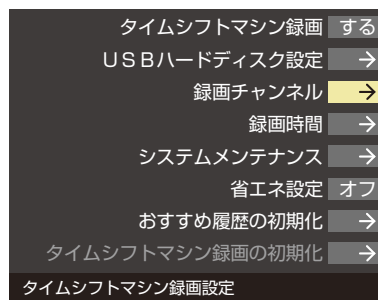 タイムシフトマシン録画 する
ＵＳＢハードディスク設定 →
録画チャンネル →
録画時間 →
システムメンテナンス →
省エネ設定 オフ
おすすめ履歴の初期化 →
タイムシフトマシン録画の初期化 →
タイムシフトマシン録画設定